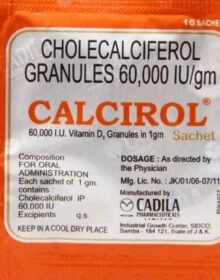 1 G SACHET
CHOLECALCIFEROL
GRANULES 60,000 IU/gm
CALCIROL®
60,000 I.U. Vitamin D₃ Granules in 1gm
Sachet
Composition
FOR ORAL
ADMINISTRATION
Each sachet of 1 gm.
contains :
Cholecalciferol IP
60,000 IU
Excipients q.s.
KEEP IN A COOL DRY PLACE
DOSAGE : As directed by
the Physician
Mfg. Lic. No. : JK/01/06-07/11
Manufactured by :
CADILA
PHARMACEUTICALS
LIMITED
Industrial Growth Center, SIDCO,
Samba - 184 121, State of J & K.